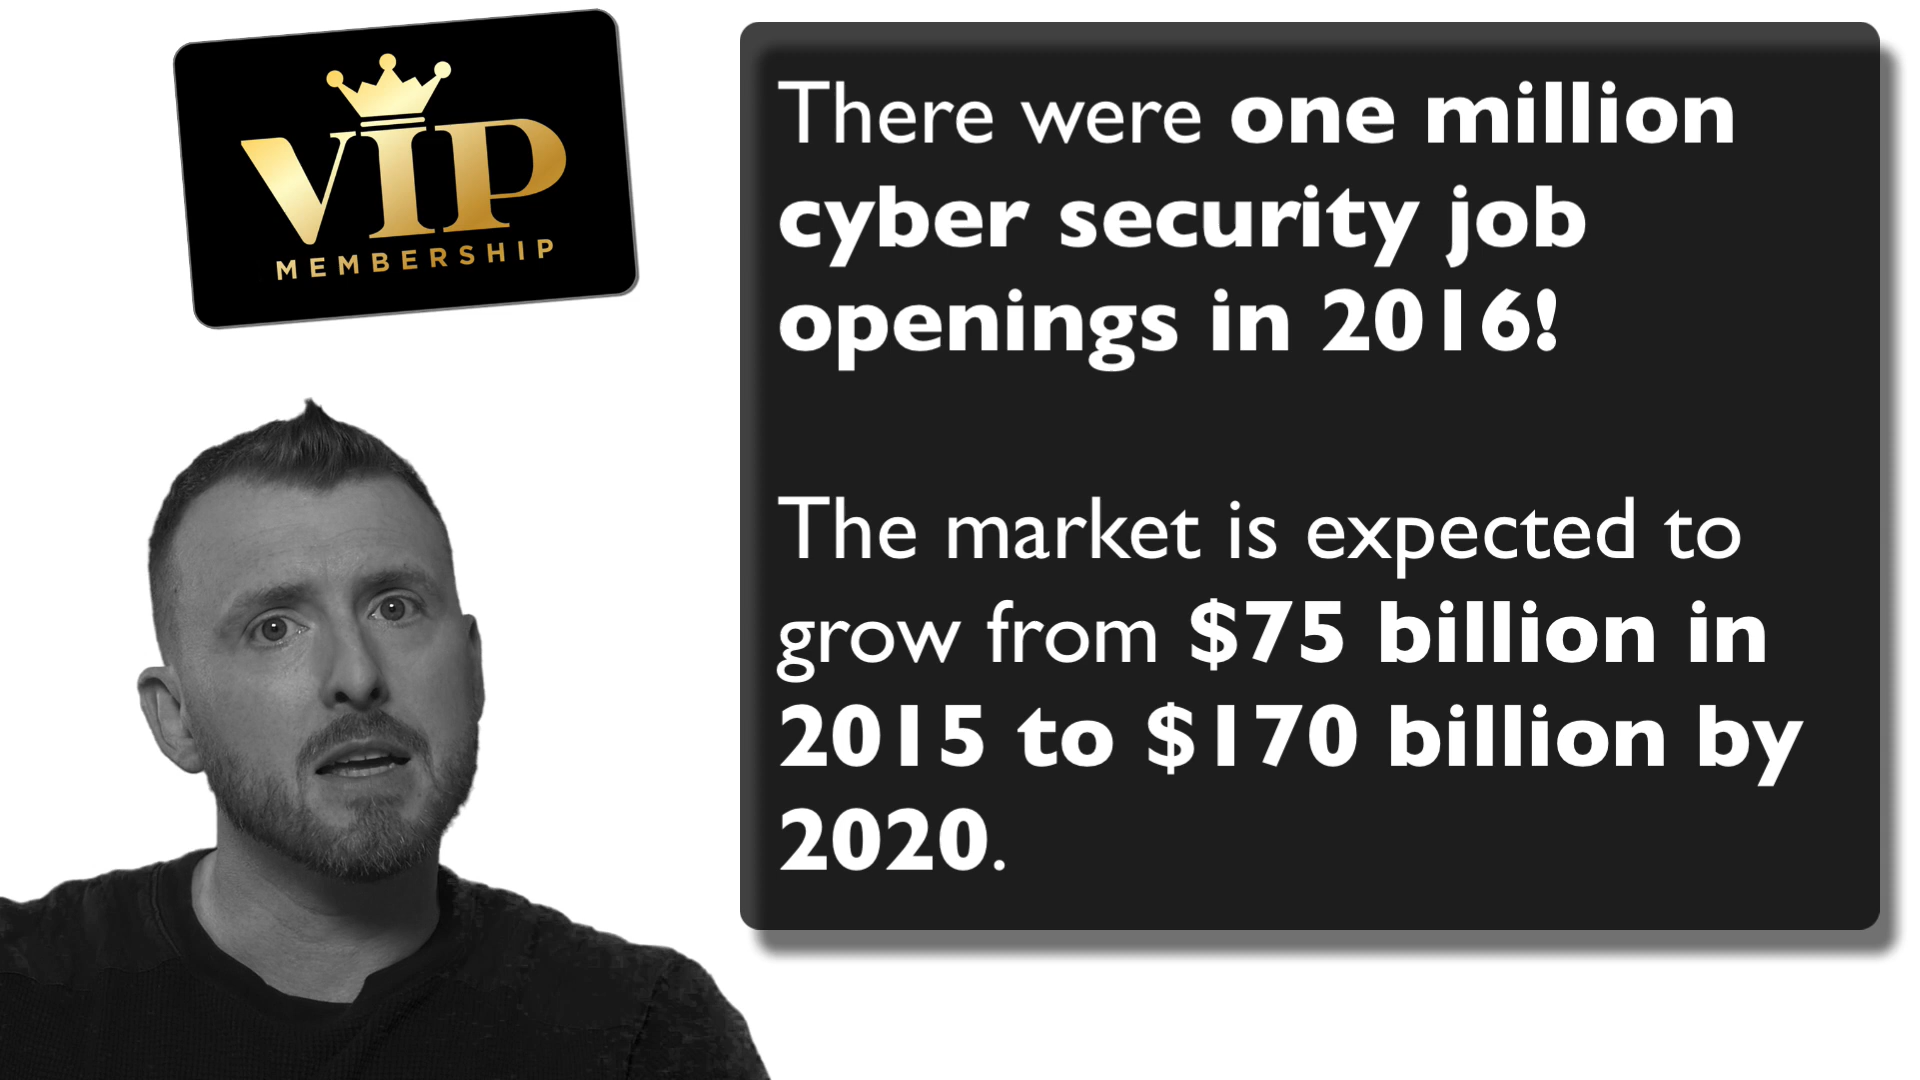 VIP
MEMBERSHIP
There were one million
cyber security job
openings in 2016!
The market is expected to
grow from $75 billion in
2015 to $170 billion by
2020.